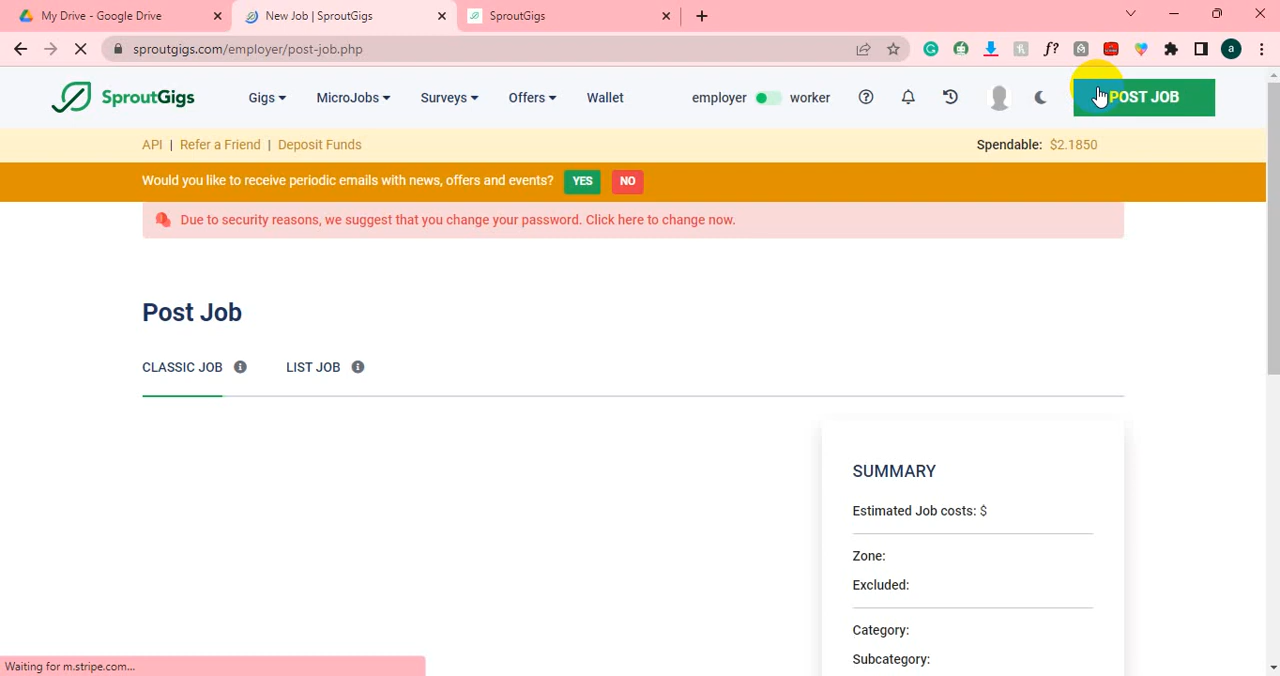 My Drive - Google Drive
New Job | SproutGigs
SproutGigs
sproutgigs.com/employer/post-job.php
f?
a
SproutGigs
Gigs
MicroJobs
Surveys
Offers
Wallet
employer
worker
POST JOB
API | Refer a Friend | Deposit Funds
Spendable: $2.1850
Would you like to receive periodic emails with news, offers and events? YES NO
Due to security reasons, we suggest that you change your password. Click here to change now.
Post Job
CLASSIC JOB
LIST JOB
SUMMARY
Estimated Job costs: $
Zone:
Excluded:
Category:
Subcategory:
Waiting for m.stripe.com...